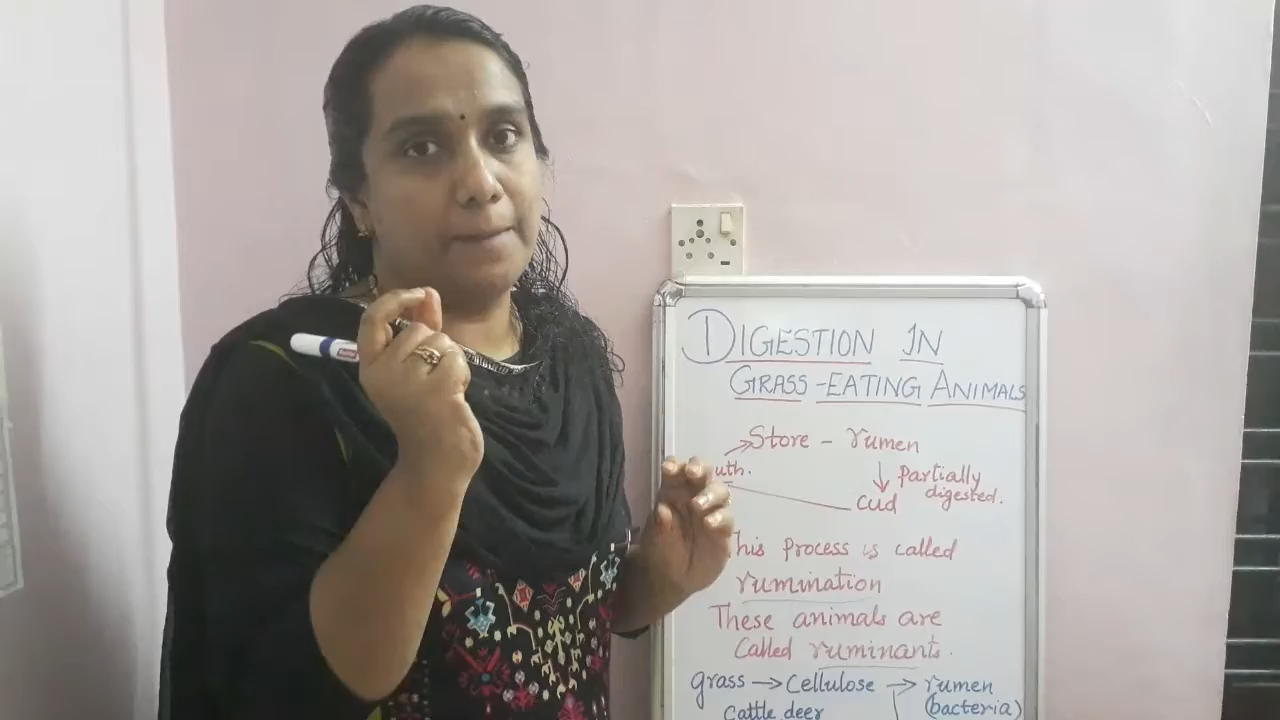 DIGESTION IN
GRASS-EATING ANIMALS
Store - rumen
uth.
Partially
digested.
cud
his process is called
rumination
These animals are
Called ruminants.
grass → Cellulose → rumen
(bacteria)
Cattle deer